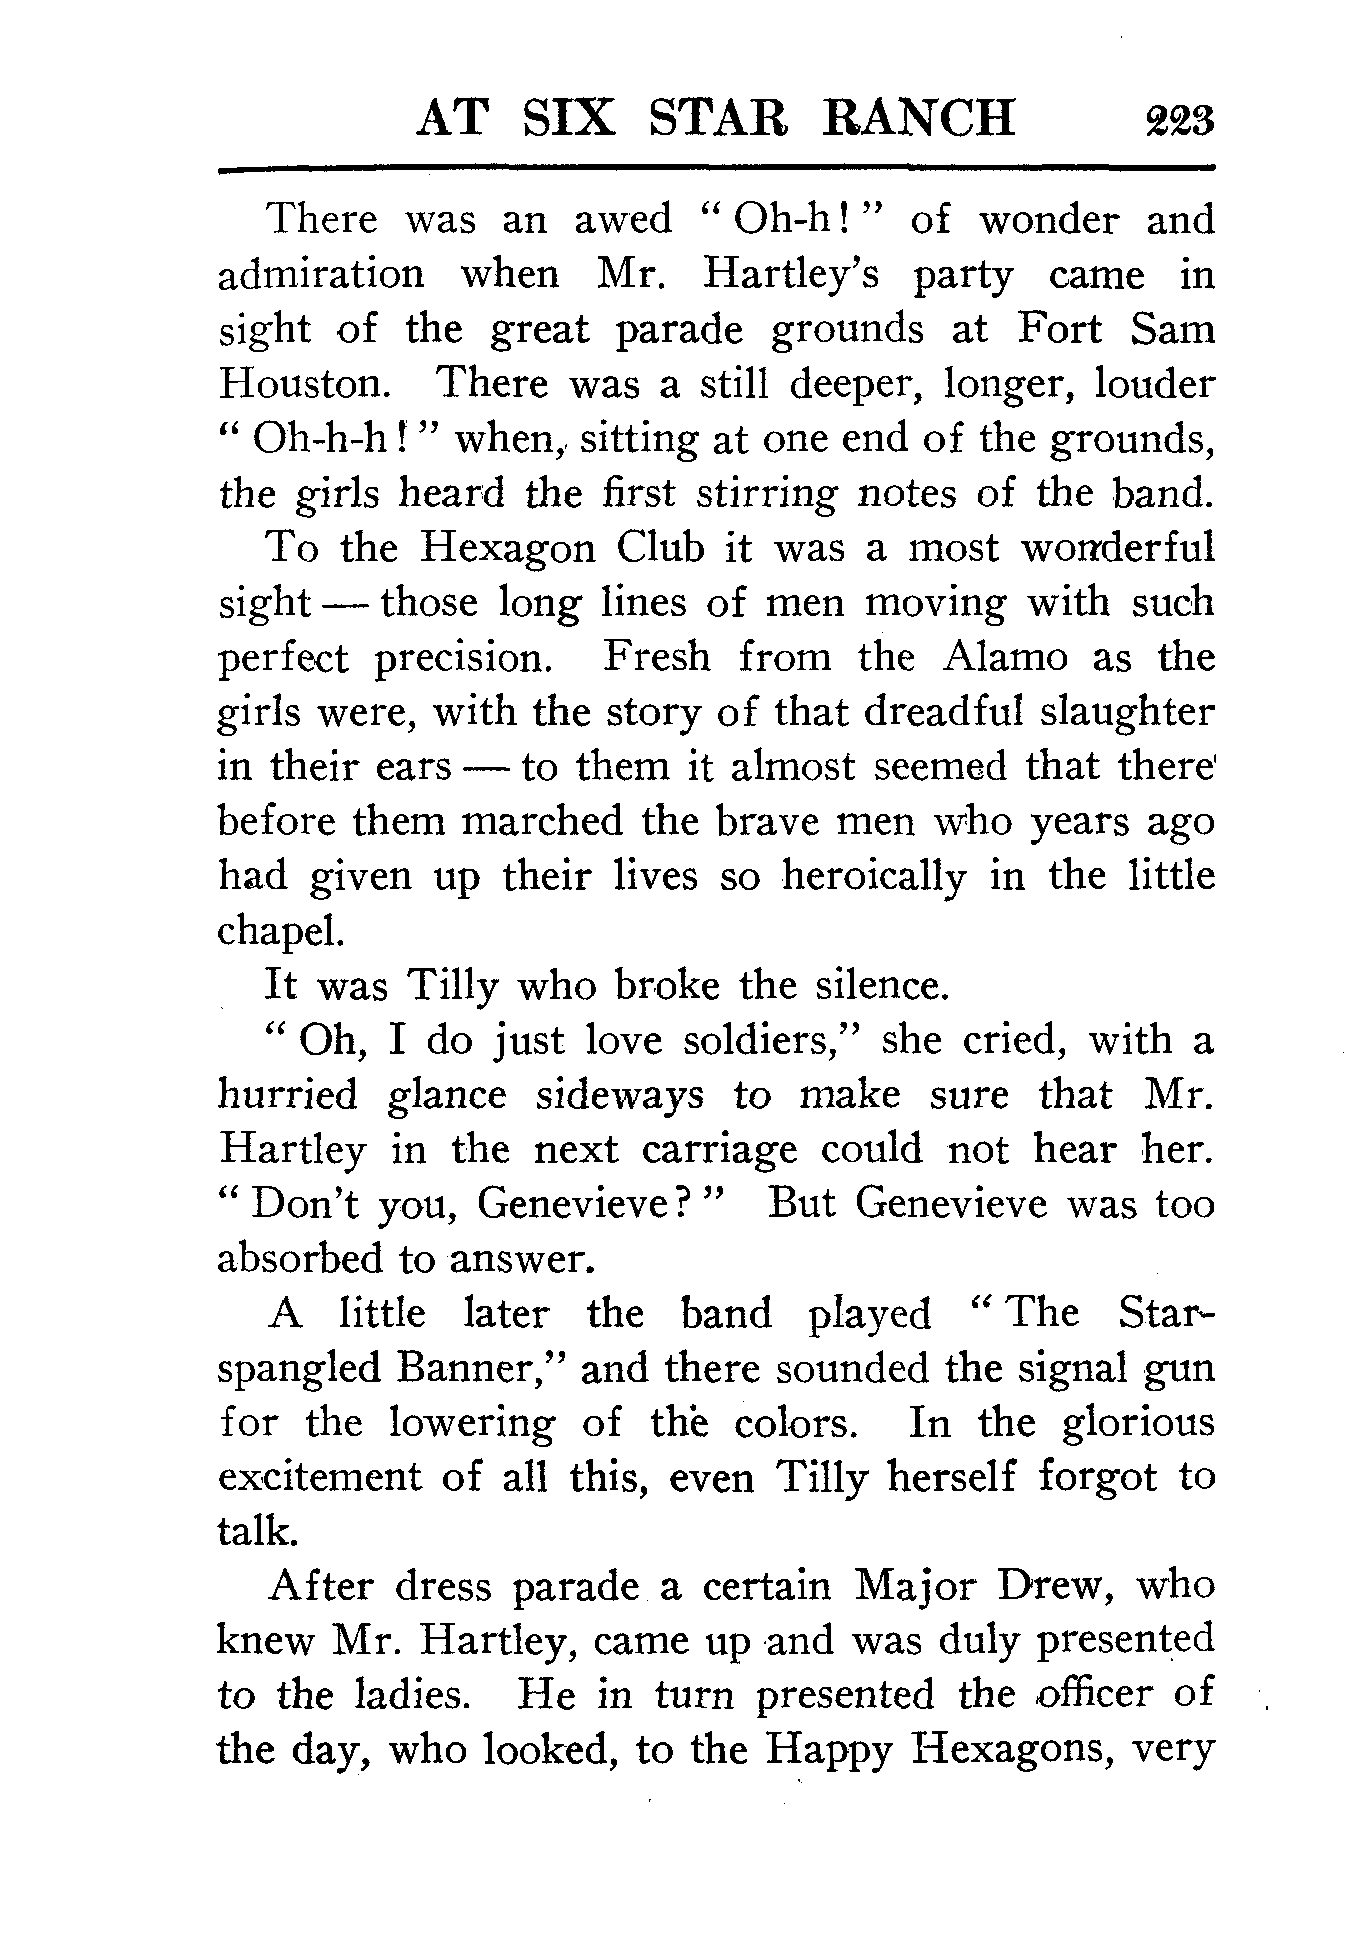 AT SIX STAR RANCH 223
There was an awed " Oh-h! " of wonder and
admiration when Mr. Hartley's party came in
sight of the great parade grounds at Fort Sam
Houston. There was a still deeper, longer, louder
" Oh-h-h! " when, sitting at one end of the grounds,
the girls heard the first stirring notes of the band.
To the Hexagon Club it was a most wonderful
sight — those long lines of men moving with such
perfect precision. Fresh from the Alamo as the
girls were, with the story of that dreadful slaughter
in their ears — to them it almost seemed that there
before them marched the brave men who years ago
had given up their lives so heroically in the little
chapel.
It was Tilly who broke the silence.
" Oh, I do just love soldiers," she cried, with a
hurried glance sideways to make sure that Mr.
Hartley in the next carriage could not hear her.
" Don't you, Genevieve? " But Genevieve was too
absorbed to answer.
A little later the band played " The Star-
spangled Banner," and there sounded the signal gun
for the lowering of the colors. In the glorious
excitement of all this, even Tilly herself forgot to
talk.
After dress parade a certain Major Drew, who
knew Mr. Hartley, came up and was duly presented
to the ladies. He in turn presented the officer of
the day, who looked, to the Happy Hexagons, very